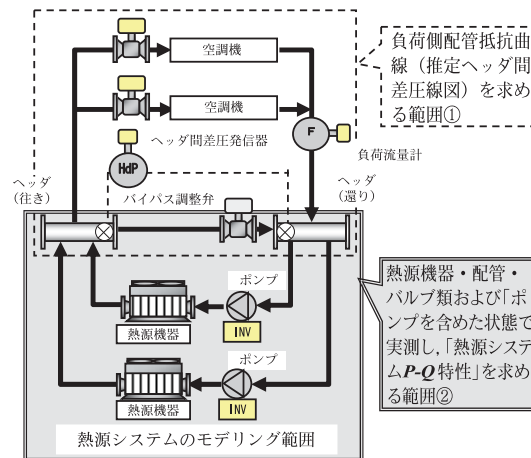 空調機
空調機
ヘッダ間差圧発信器
F
負荷流量計
HdP
ヘッダ
(往き)
バイパス調整弁
ヘッダ
(還り)
負荷側配管抵抗曲
線（推定ヘッダ間
差圧線図）を求め
る範囲①
ポンプ
INV
熱源機器
ポンプ
INV
熱源機器
熱源システムのモデリング範囲
熱源機器・配管・
バルブ類および「ポ
ンプを含めた状態で
実測し,「熱源システ
ムP-Q特性」を求め
る範囲②